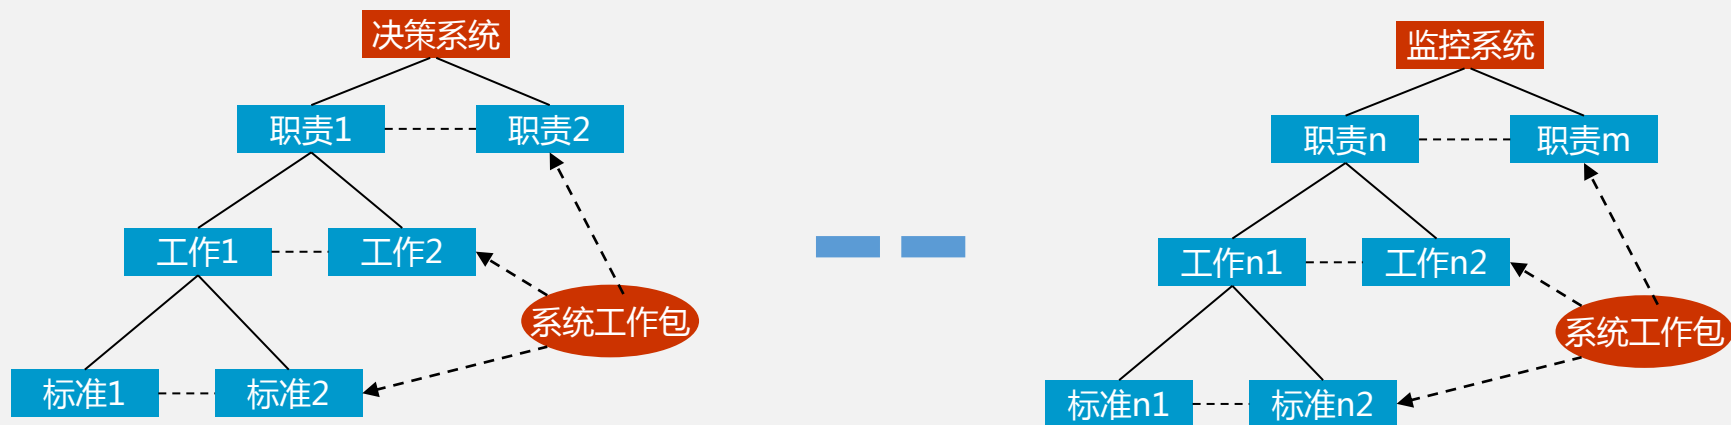 决策系统
职责1
职责2
工作1
工作2
系统工作包
标准1
标准2
监控系统
职责n
职责m
工作n1
工作n2
系统工作包
标准n1
标准n2